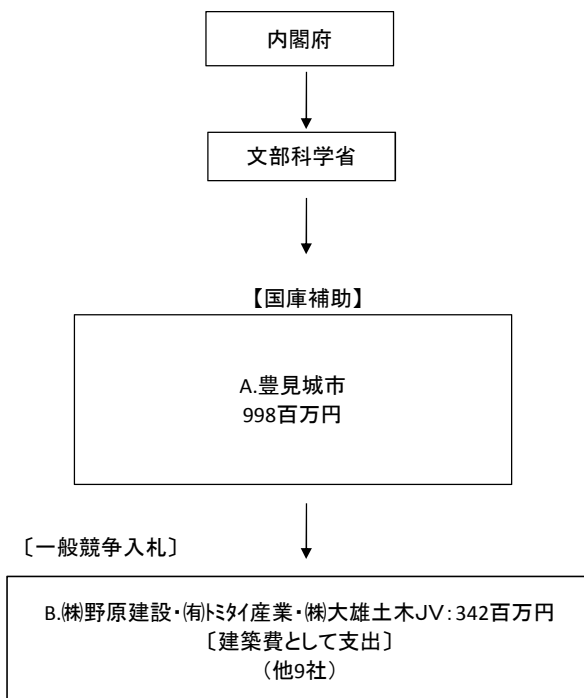 内閣府
文部科学省
【国庫補助】
A.豊見城市
998百万円
〔一般競争入札〕
B.㈱野原建設・㈲トミタイ産業・㈱大雄土木JV:342百万円
〔建築費として支出〕
(他9社)